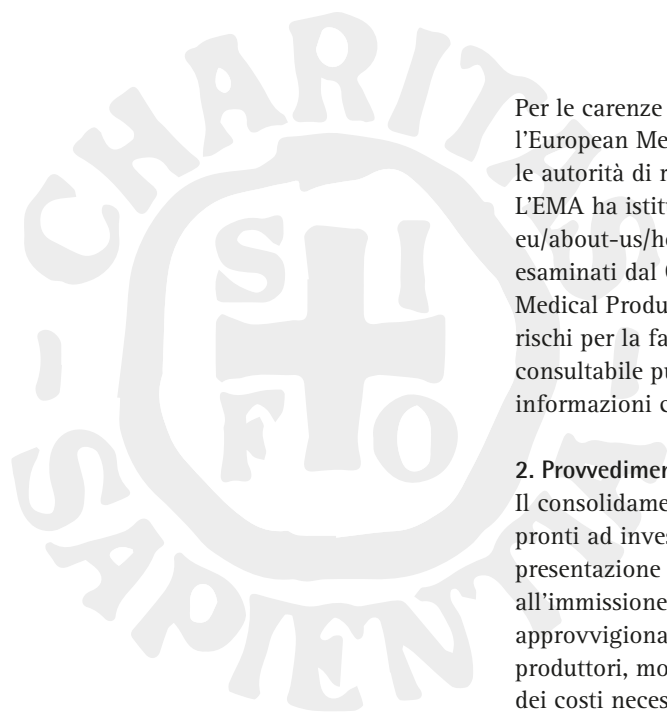 CHARITAS - SAPIENTIA -
S I
F O
Per le carenze
l'European Me
le autorità di r
L'EMA ha istit
eu/about-us/h
esaminati dal
Medical Produ
rischi per la fa
consultabile pu
informazioni c
2. Provvedimen
Il consolidame
pronti ad inves
presentazione
all'immissione
approvvigiona
produttori, mo
dei costi neces